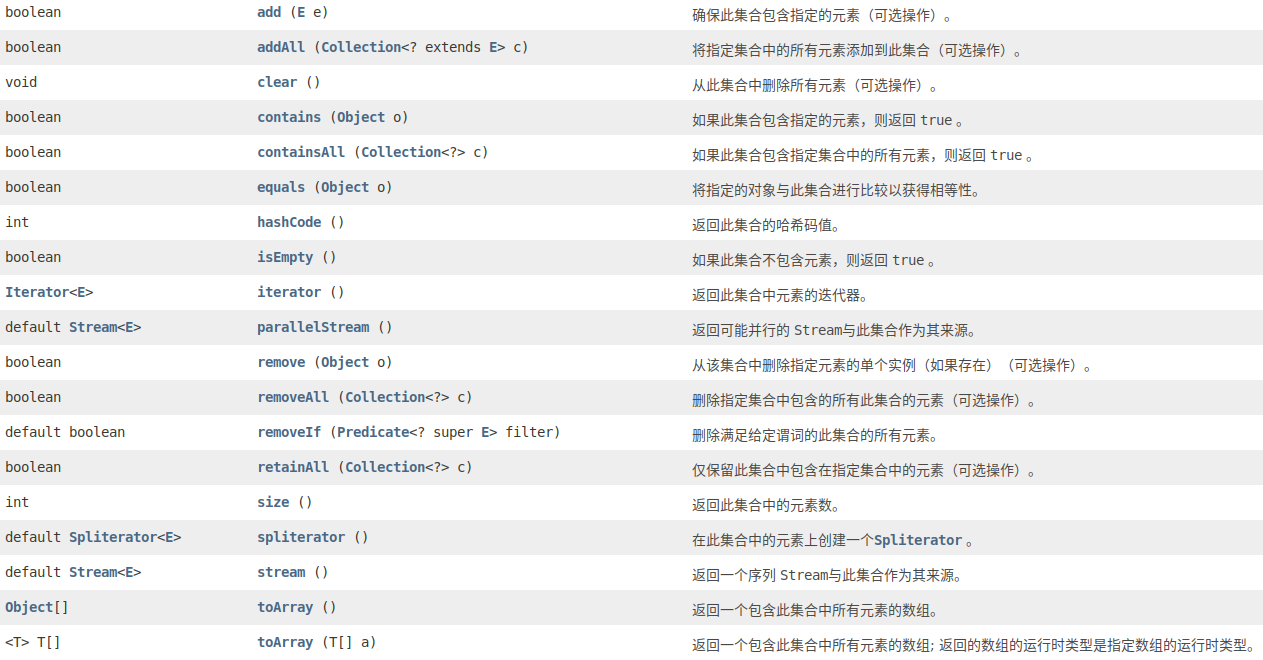 boolean add (E e) 确保此集合包含指定的元素（可选操作）。
boolean addAll (Collection<? extends E> c) 将指定集合中的所有元素添加到此集合（可选操作）。
void clear () 从此集合中删除所有元素（可选操作）。
boolean contains (Object o) 如果此集合包含指定的元素，则返回 true 。
boolean containsAll (Collection<?> c) 如果此集合包含指定集合中的所有元素，则返回 true 。
boolean equals (Object o) 将指定的对象与此集合进行比较以获得相等性。
int hashCode () 返回此集合的哈希码值。
boolean isEmpty () 如果此集合不包含元素，则返回 true 。
Iterator<E> iterator () 返回此集合中元素的迭代器。
default Stream<E> parallelStream () 返回可能并行的 Stream与此集合作为其来源。
boolean remove (Object o) 从该集合中删除指定元素的单个实例（如果存在）（可选操作）。
boolean removeAll (Collection<?> c) 删除指定集合中包含的所有此集合的元素（可选操作）。
default boolean removeIf (Predicate<? super E> filter) 删除满足给定谓词的此集合的所有元素。
boolean retainAll (Collection<?> c) 仅保留此集合中包含在指定集合中的元素（可选操作）。
int size () 返回此集合中的元素数。
default Spliterator<E> spliterator () 在此集合中的元素上创建一个Spliterator 。
default Stream<E> stream () 返回一个序列 Stream与此集合作为其来源。
Object[] toArray () 返回一个包含此集合中所有元素的数组。
<T> T[] toArray (T[] a) 返回一个包含此集合中所有元素的数组; 返回的数组的运行时类型是指定数组的运行时类型。